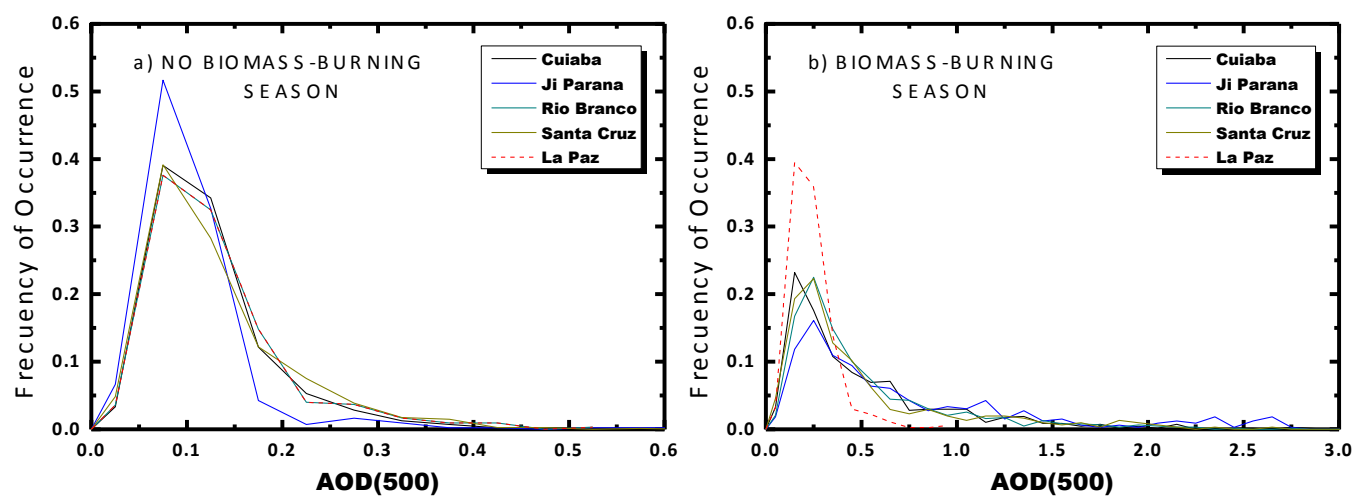 a) NO BIOMASS-BURNING
SEASON
Cuiaba
Ji Parana
Rio Branco
Santa Cruz
La Paz
Frecuency of Occurrence
0.6
0.5
0.4
0.3
0.2
0.1
0.0
0.0 0.1 0.2 0.3 0.4 0.5 0.6
AOD(500)
b) BIOMASS-BURNING
SEASON
Cuiaba
Ji Parana
Rio Branco
Santa Cruz
La Paz
Frecuency of Occurrence
0.6
0.5
0.4
0.3
0.2
0.1
0.0
0.0 0.5 1.0 1.5 2.0 2.5 3.0
AOD(500)